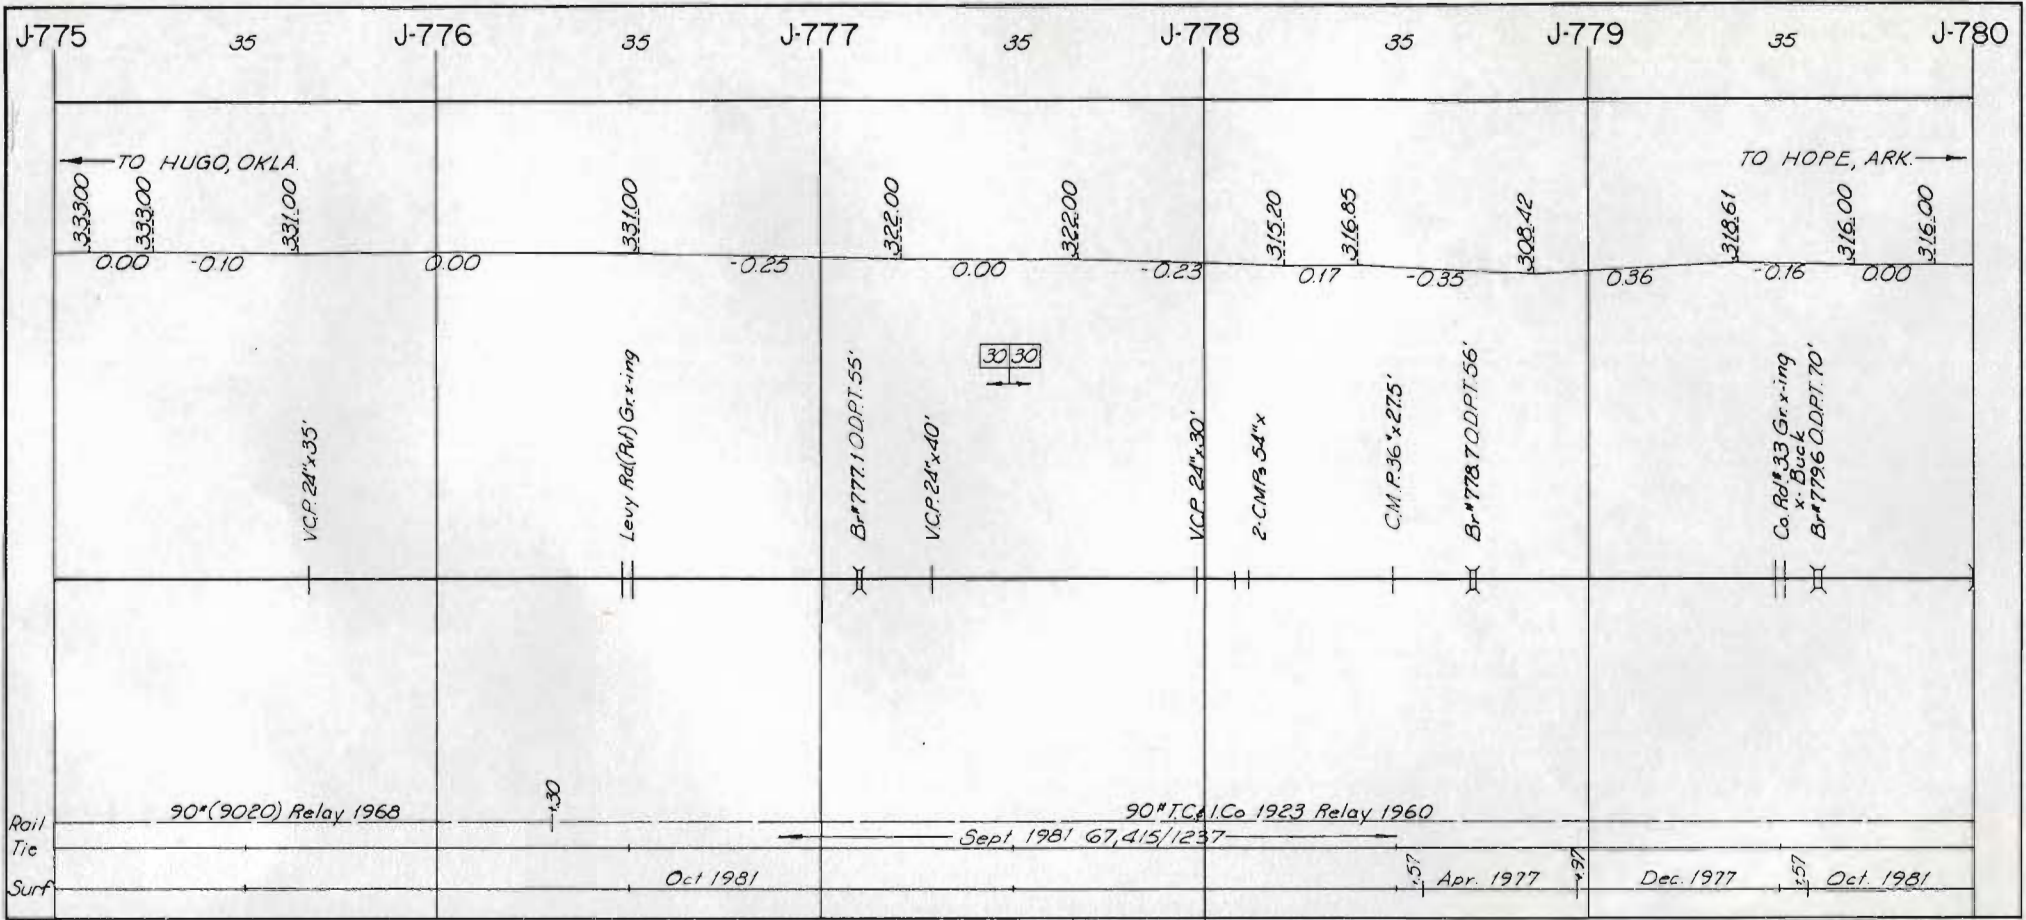 J-775 35 J-776 35 J-777 35 J-778 35 J-779 35 J-780
TO HUGO, OKLA.
TO HOPE, ARK.
333.00 333.00 331.00 331.00 322.00 322.00 315.20 316.85 308.42 318.61 316.00 316.00
0.00 -0.10 0.00 -0.25 0.00 -0.23 0.17 -0.35 0.36 -0.16 0.00
30 30
V.C.P. 24"x35'
Levy Rd(Pvt) Gr. x-ing
Br#777.1 O.D.P.T. 55'
V.C.P. 24"x40'
V.C.P. 24"x30'
2-C.M.P.s 54"x
C.M.P. 36"x27.5'
Br#778.7 O.D.P.T. 56'
Co. Rd#33 Gr. x-ing
x-Buck
Br#779.6 O.D.P.T. 70'
Rail 90#(9020) Relay 1968 +.30 90# T.C.&I.Co 1923 Relay 1960
Tie Sept 1981 67,415/1237
Surf Oct 1981 +.57 Apr. 1977 +.97 Dec. 1977 +.57 Oct. 1981